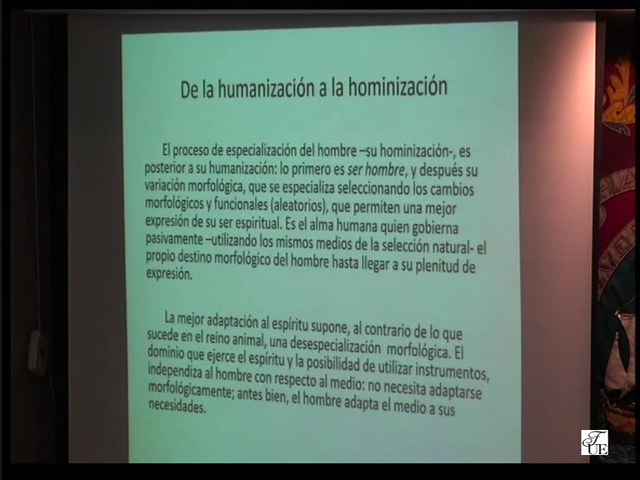 De la humanización a la hominización
El proceso de especialización del hombre –su hominización-, es
posterior a su humanización: lo primero es ser hombre, y después su
variación morfológica, que se especializa seleccionando los cambios
morfológicos y funcionales (aleatorios), que permiten una mejor
expresión de su ser espiritual. Es el alma humana quien gobierna
pasivamente –utilizando los mismos medios de la selección natural- el
propio destino morfológico del hombre hasta llegar a su plenitud de
expresión.
La mejor adaptación al espíritu supone, al contrario de lo que
sucede en el reino animal, una desespecialización morfológica. El
dominio que ejerce el espíritu y la posibilidad de utilizar instrumentos,
independiza al hombre con respecto al medio: no necesita adaptarse
morfológicamente; antes bien, el hombre adapta el medio a sus
necesidades.
UE